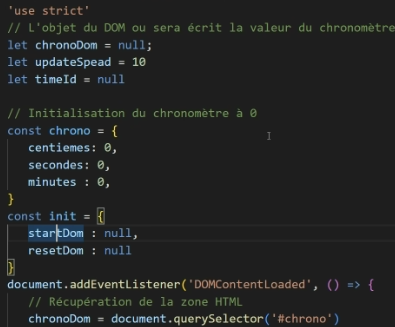 'use strict'
// L'objet du DOM ou sera écrit la valeur du chronomètre
let chronoDom = null;
let updateSpead = 10
let timeId = null
// Initialisation du chronomètre à 0
const chrono = {
centiemes: 0,
secondes: 0,
minutes : 0,
}
const init = {
startDom : null,
resetDom : null
}
document.addEventListener('DOMContentLoaded', () => {
// Récupération de la zone HTML
chronoDom = document.querySelector('#chrono')